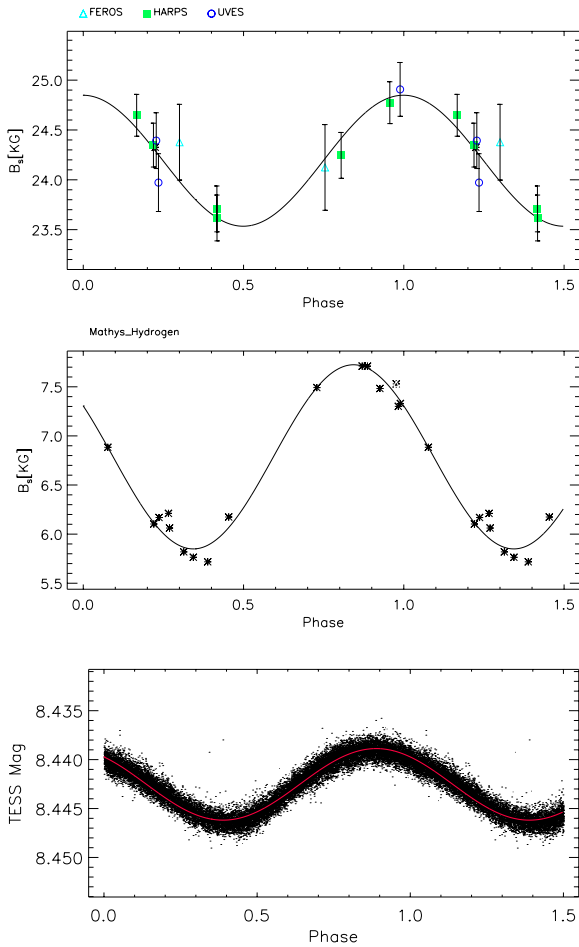 FEROS HARPS UVES
25.0
24.5
24.0
23.5
Bs[KG]
0.0 0.5 1.0 1.5
Phase
Mathys_Hydrogen
7.5
7.0
6.5
6.0
5.5
Bs[KG]
0.0 0.5 1.0 1.5
Phase
8.435
8.440
8.445
8.450
TESS Mag
0.0 0.5 1.0 1.5
Phase